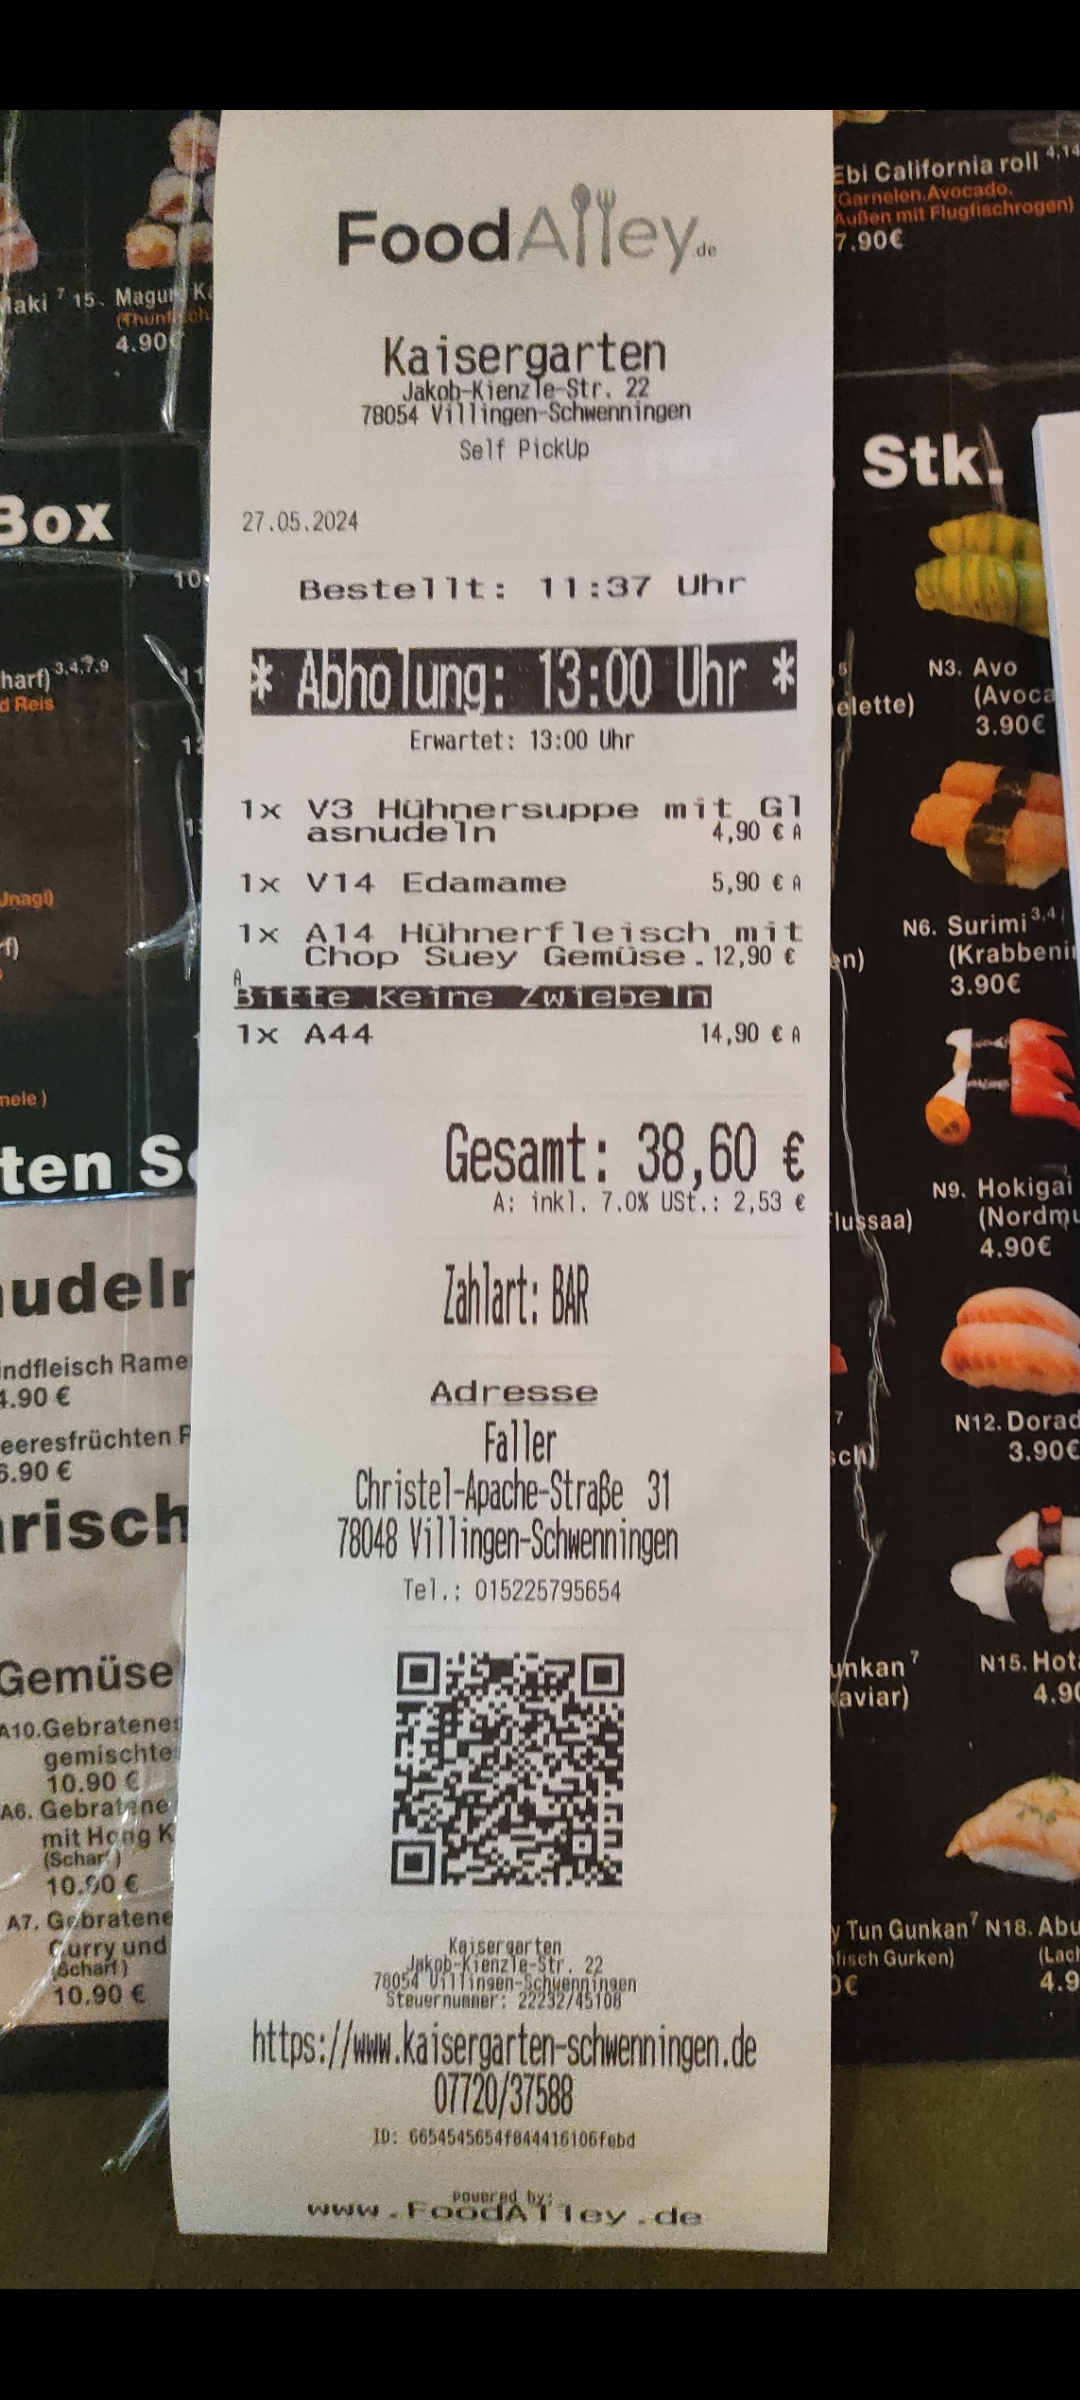 FoodAlley.de
Kaisergarten
Jakob-Kienzle-Str. 22
78054 Villingen-Schwenningen
Self PickUp
27.05.2024
Bestellt: 11:37 Uhr
* Abholung: 13:00 Uhr *
Erwartet: 13:00 Uhr
1x V3 Hühnersuppe mit Gl
asnudeln 4,90 € A
1x V14 Edamame 5,90 € A
1x A14 Hühnerfleisch mit
Chop Suey Gemüse. 12,90 €
A
Bitte keine Zwiebeln
1x A44 14,90 € A
Gesamt: 38,60 €
A: inkl. 7.0% USt.: 2,53 €
Zahlart: BAR
Adresse
Faller
Christel-Apache-Straße 31
78048 Villingen-Schwenningen
Tel.: 015225795654
Kaisergarten
Jakob-Kienzle-Str. 22
78054 Villingen-Schwenningen
Steuernummer: 22232/45108
https://www.kaisergarten-schwenningen.de
07720/37588
ID: 6654545654f844416106febd
powered by:
www.FoodAlley.de
Maki 7 15. Magur
4.90€
Box
10
harf) 3,4,7,9
d Reis
11
Unagi)
mele)
ten
nudeln
indfleisch Rame
4.90 €
eeresfrüchten
6.90 €
arisch
Gemüse
A10. Gebratene
gemischte
10.90 €
A6. Gebratene
mit Hong K
(Scharf)
10.90 €
A7. Gebratene
Curry und
(Scharf)
10.90 €
Ebi California roll 4,14
(Garnelen, Avocado,
Außen mit Flugfischrogen)
7.90€
Stk.
elette)
N3. Avo
(Avoca
3.90€
N6. Surimi 3,4
(Krabbeni
3.90€
N9. Hokigai
(Nordmu
4.90€
lussaa)
N12. Dorad
3.90€
unkan 7
aviar)
N15. Hota
4.90
y Tun Gunkan 7 N18. Abu
fisch Gurken) (Lach
0€ 4.9